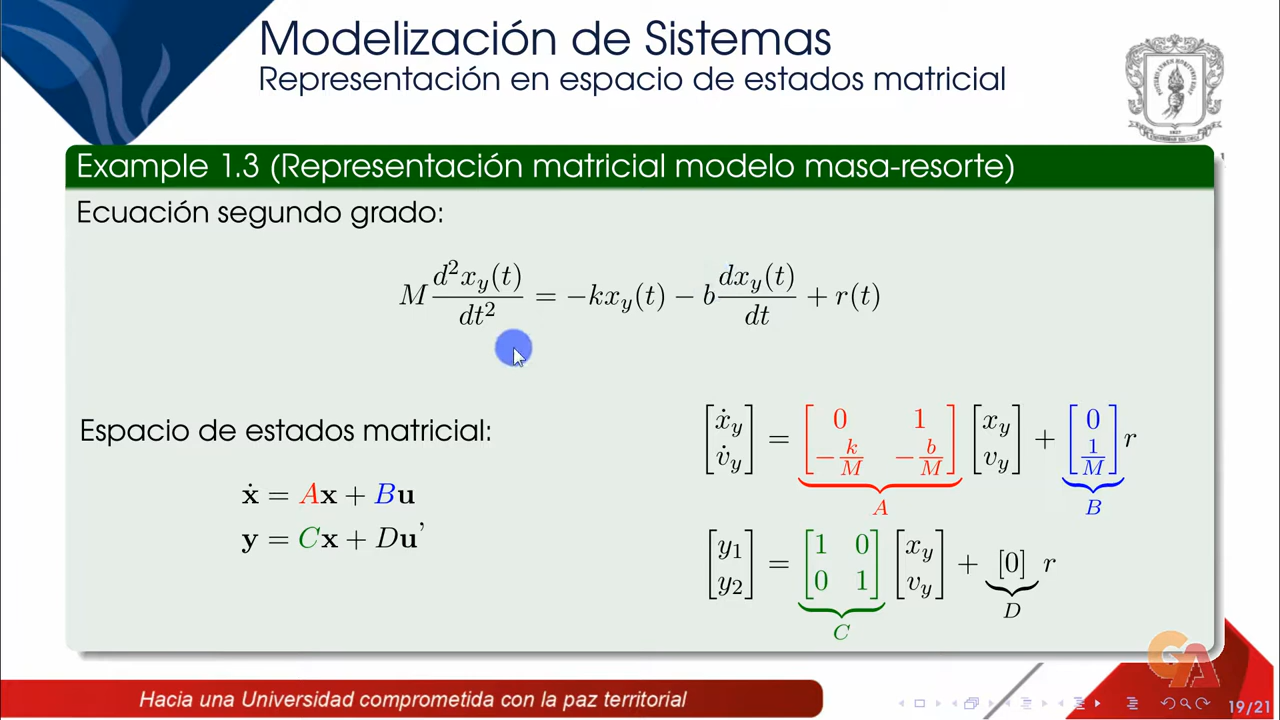 Modelización de Sistemas
Representación en espacio de estados matricial
Example 1.3 (Representación matricial modelo masa-resorte)
Ecuación segundo grado:
M d²x_y(t)/dt² = −kx_y(t) − b dx_y(t)/dt + r(t)
Espacio de estados matricial:
ẋ = Ax + Bu
y = Cx + Du,
[ẋ_y; v̇_y] = [0 1; −k/M −b/M] [x_y; v_y] + [0; 1/M] r
A B
[y₁; y₂] = [1 0; 0 1] [x_y; v_y] + [0] r
C D
GA
Hacia una Universidad comprometida con la paz territorial
19/21